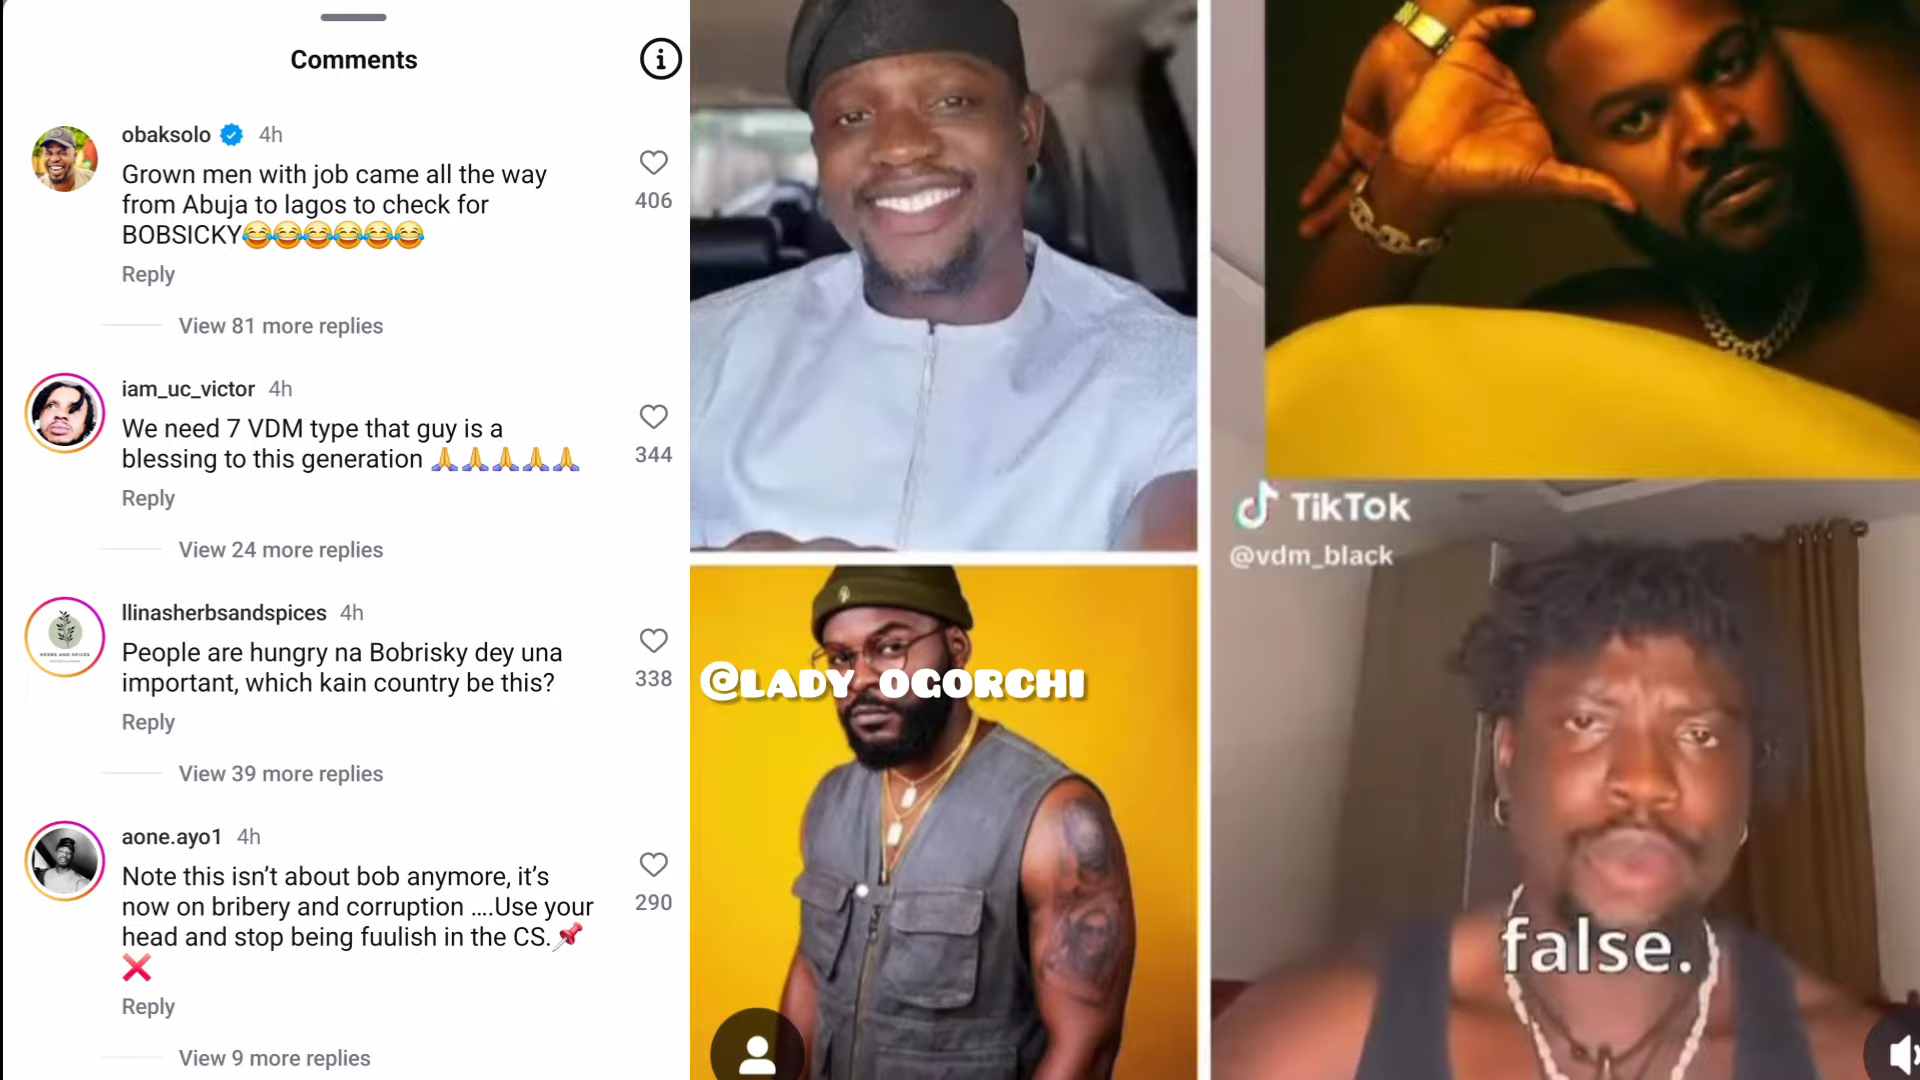 Comments
obaksolo 4h
Grown men with job came all the way
from Abuja to lagos to check for
BOBSICKY😂😂😂😂😂😂
406
Reply
View 81 more replies
iam_uc_victor 4h
We need 7 VDM type that guy is a
blessing to this generation 🙏🙏🙏🙏🙏
344
Reply
View 24 more replies
llinasherbsandspices 4h
People are hungry na Bobrisky dey una
important, which kain country be this?
338
Reply
View 39 more replies
aone.ayo1 4h
Note this isn’t about bob anymore, it’s
now on bribery and corruption ....Use your
head and stop being fuulish in the CS.📌
❌
290
Reply
View 9 more replies
@LADY OGORCHI
TikTok
@vdm_black
false.